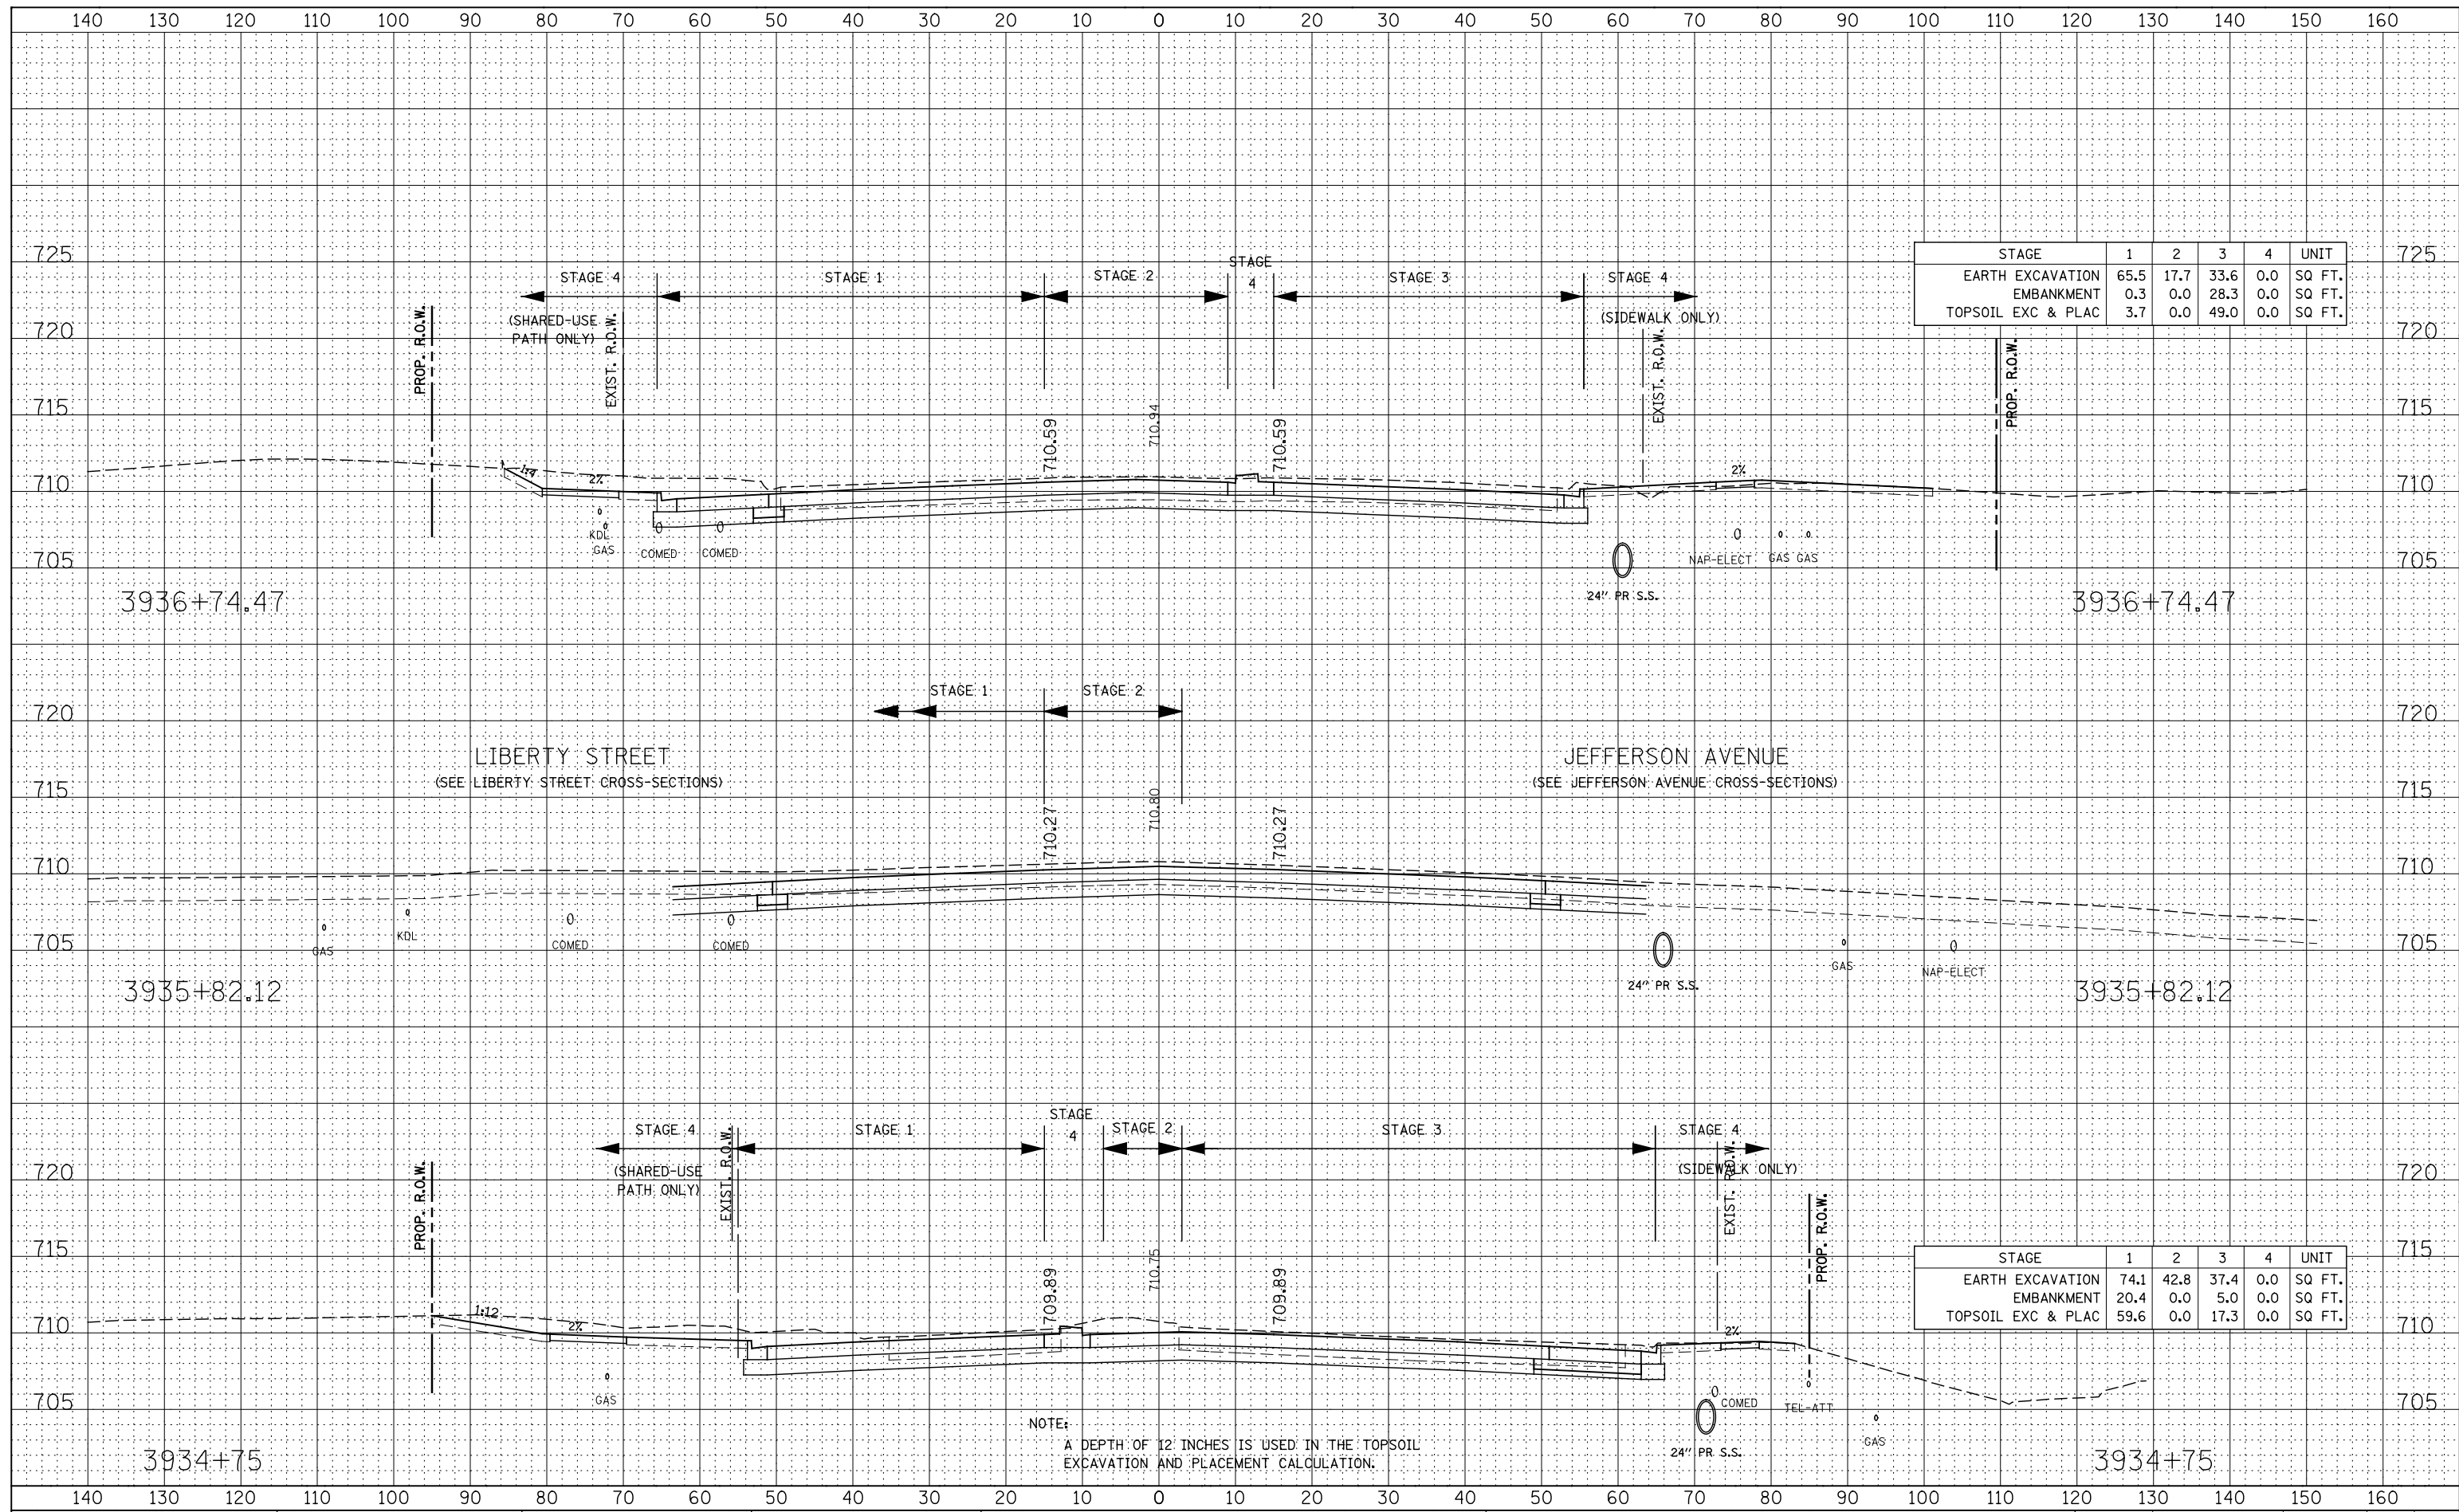 140 130 120 110 100 90 80 70 60 50 40 30 20 10 0 10 20 30 40 50 60 70 80 90 100 110 120 130 140 150 160
725 725
STAGE 4 STAGE 1 STAGE 2 STAGE 4 STAGE 3 STAGE 4
(SHARED-USE PATH ONLY)
(SIDEWALK ONLY)
STAGE 1 2 3 4 UNIT
EARTH EXCAVATION 65.5 17.7 33.6 0.0 SQ FT.
EMBANKMENT 0.3 0.0 28.3 0.0 SQ FT.
TOPSOIL EXC & PLAC 3.7 0.0 49.0 0.0 SQ FT.
720 720
PROP. R.O.W.
EXIST. R.O.W.
EXIST. R.O.W.
PROP. R.O.W.
715 715
710.59 710.94 710.59
710 710
1:4 2% 2%
KDL
GAS COMED COMED
NAP-ELECT GAS GAS
705 705
24" PR S.S.
3936+74.47 3936+74.47
STAGE 1 STAGE 2
720 720
LIBERTY STREET JEFFERSON AVENUE
(SEE LIBERTY STREET CROSS-SECTIONS) (SEE JEFFERSON AVENUE CROSS-SECTIONS)
715 715
710.27 710.80 710.27
710 710
GAS KDL COMED COMED
GAS NAP-ELECT
705 705
24" PR S.S.
3935+82.12 3935+82.12
STAGE 4 STAGE 1 STAGE 4 STAGE 2 STAGE 3 STAGE 4
(SHARED-USE PATH ONLY)
(SIDEWALK ONLY)
720 720
PROP. R.O.W.
EXIST. R.O.W.
EXIST. R.O.W.
PROP. R.O.W.
715 715
STAGE 1 2 3 4 UNIT
EARTH EXCAVATION 74.1 42.8 37.4 0.0 SQ FT.
EMBANKMENT 20.4 0.0 5.0 0.0 SQ FT.
TOPSOIL EXC & PLAC 59.6 0.0 17.3 0.0 SQ FT.
709.89 710.75 709.89
710 710
1:12 2% 2%
GAS
COMED TEL-ATT
705 705
GAS
24" PR S.S.
NOTE:
A DEPTH OF 12 INCHES IS USED IN THE TOPSOIL
EXCAVATION AND PLACEMENT CALCULATION.
3934+75 3934+75
140 130 120 110 100 90 80 70 60 50 40 30 20 10 0 10 20 30 40 50 60 70 80 90 100 110 120 130 140 150 160